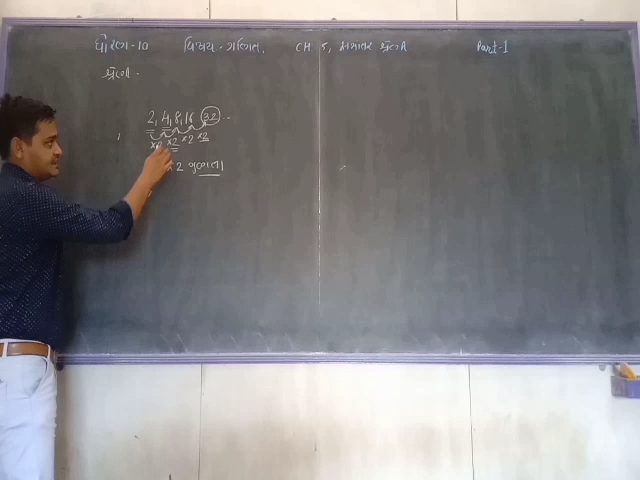 ધોરણ-10 વિષય-ગણિત. CH 5, સમાંતર શ્રેણી Part-1
શ્રેણી -
2, 4, 8, 16 32 ...
×2 ×2 ×2 ×2
× 2 ગુણતા